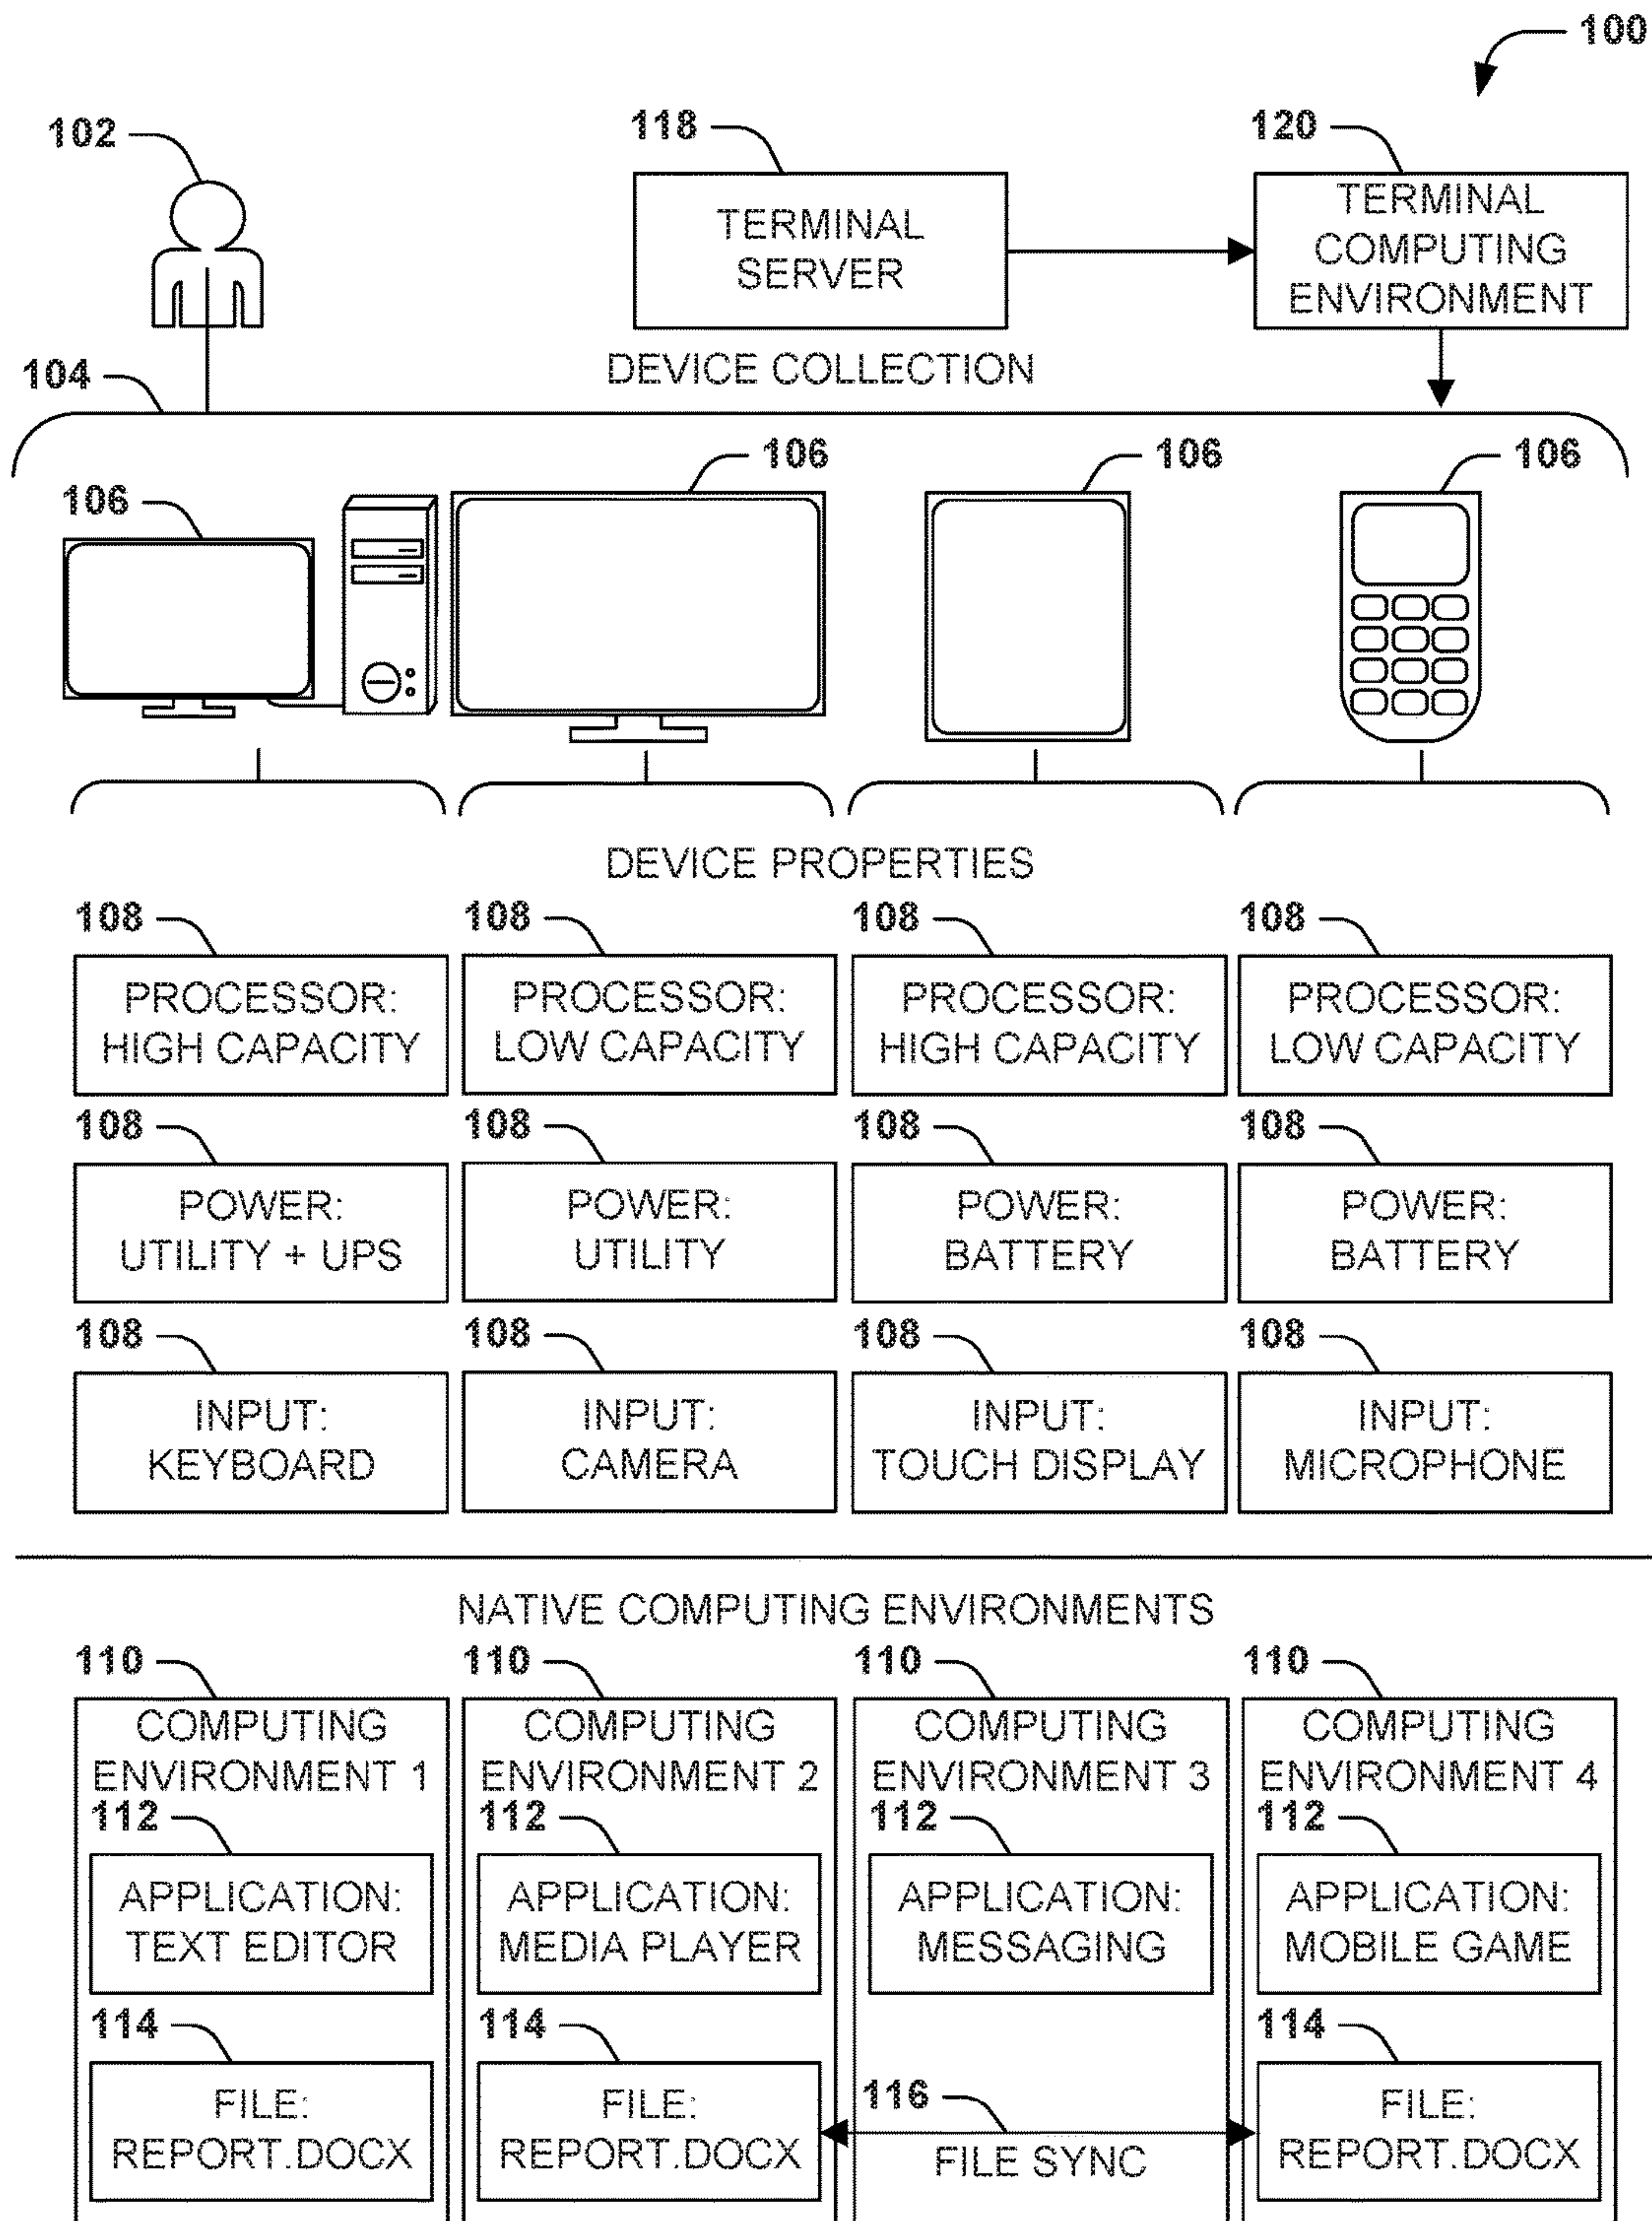 100
102
118
120
TERMINAL
SERVER
TERMINAL
COMPUTING
ENVIRONMENT
104
DEVICE COLLECTION
106
106
106
106
DEVICE PROPERTIES
108
108
108
108
PROCESSOR:
HIGH CAPACITY
PROCESSOR:
LOW CAPACITY
PROCESSOR:
HIGH CAPACITY
PROCESSOR:
LOW CAPACITY
108
108
108
108
POWER:
UTILITY + UPS
POWER:
UTILITY
POWER:
BATTERY
POWER:
BATTERY
108
108
108
108
INPUT:
KEYBOARD
INPUT:
CAMERA
INPUT:
TOUCH DISPLAY
INPUT:
MICROPHONE
NATIVE COMPUTING ENVIRONMENTS
110
110
110
110
COMPUTING
ENVIRONMENT 1
COMPUTING
ENVIRONMENT 2
COMPUTING
ENVIRONMENT 3
COMPUTING
ENVIRONMENT 4
112
112
112
112
APPLICATION:
TEXT EDITOR
APPLICATION:
MEDIA PLAYER
APPLICATION:
MESSAGING
APPLICATION:
MOBILE GAME
114
114
114
FILE:
REPORT.DOCX
FILE:
REPORT.DOCX
116
FILE SYNC
FILE:
REPORT.DOCX